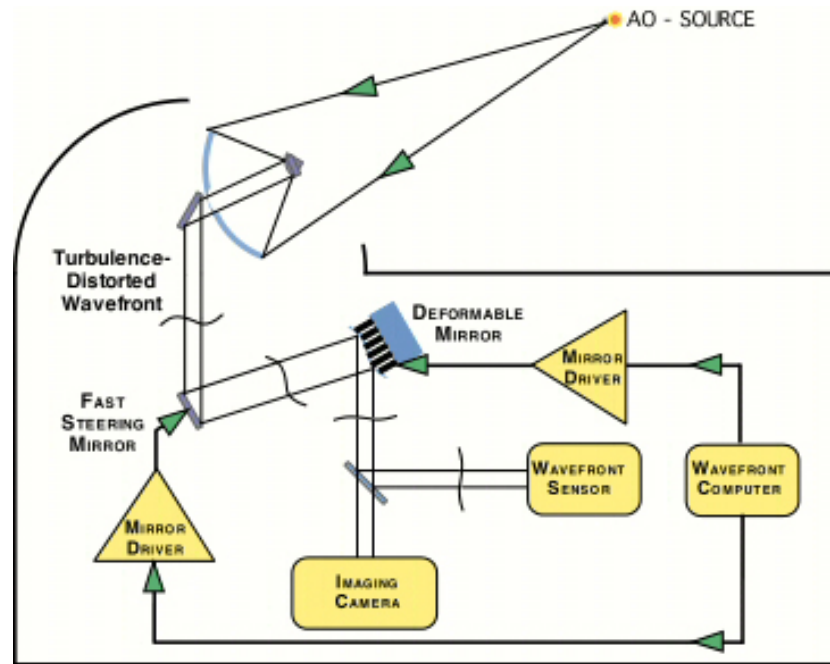 AO - SOURCE
Turbulence-
Distorted
Wavefront
DEFORMABLE
MIRROR
MIRROR
DRIVER
FAST
STEERING
MIRROR
WAVEFRONT
SENSOR
WAVEFRONT
COMPUTER
MIRROR
DRIVER
IMAGING
CAMERA